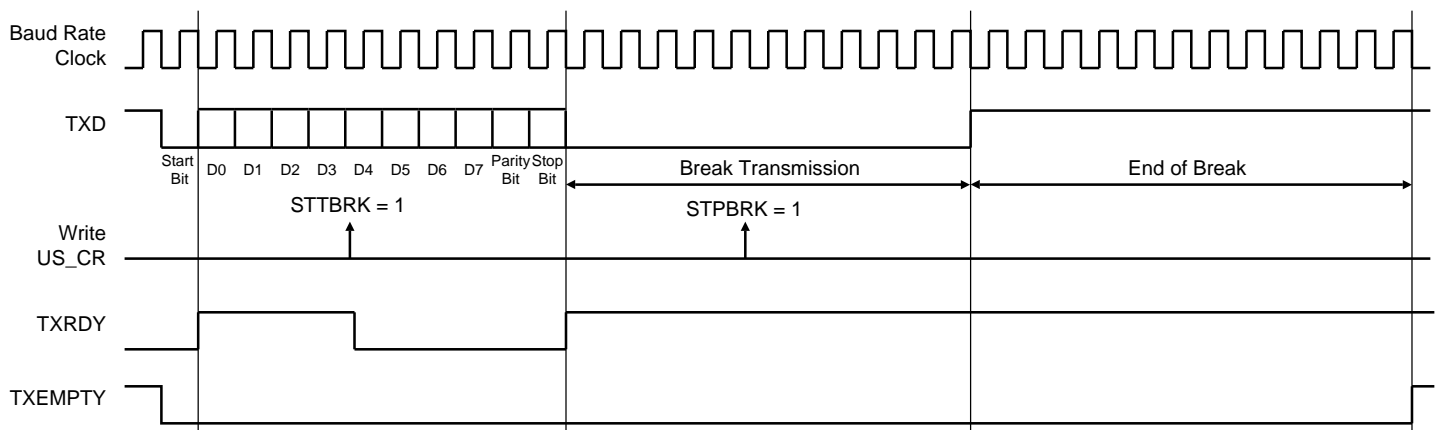 Baud Rate
Clock
TXD
Start
Bit
D0 D1 D2 D3 D4 D5 D6 D7
Parity
Bit
Stop
Bit
Break Transmission
End of Break
STTBRK = 1
STPBRK = 1
Write
US_CR
TXRDY
TXEMPTY